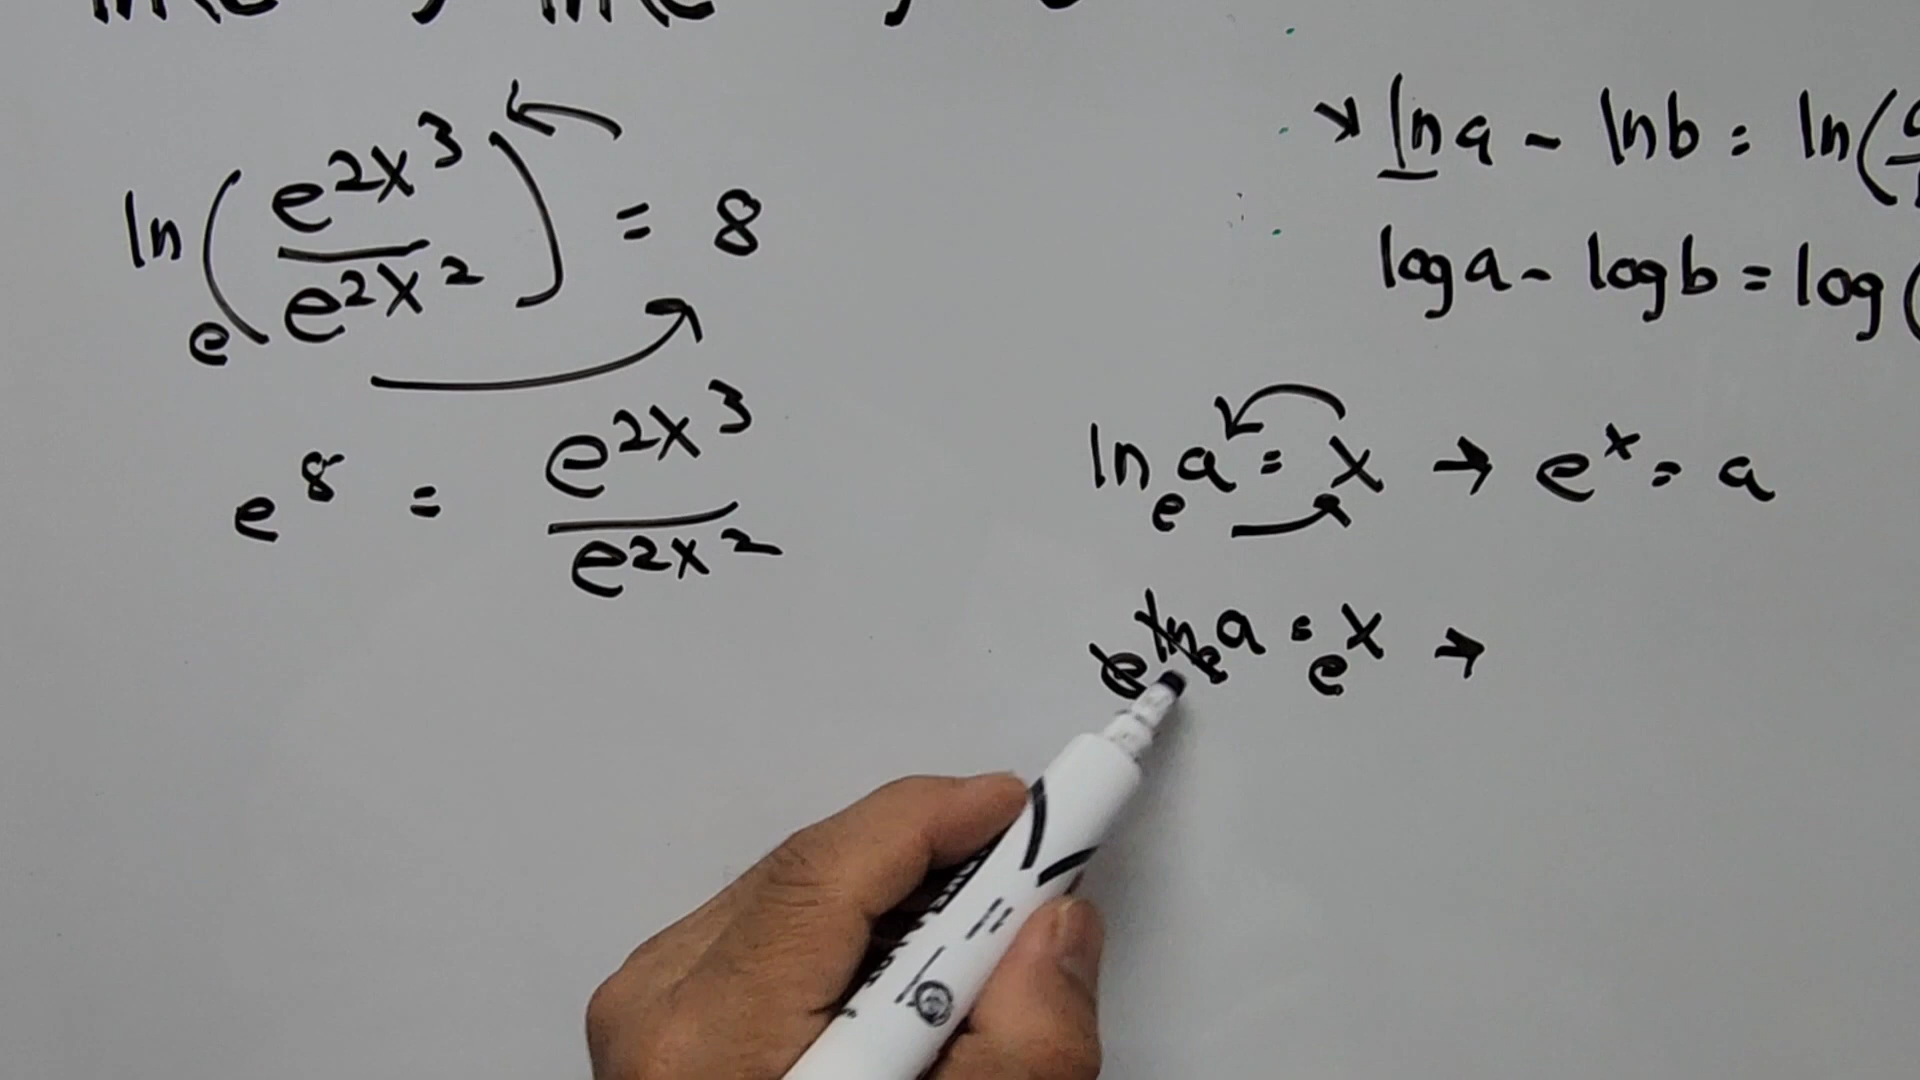 ln(e^2x^3/e^2x^2) = 8
e
e^8 = e^2x^3/e^2x^2
ln a - ln b = ln(
log a - log b = log(
ln_e a = x → e^x = a
e^ln_e a = e^x →